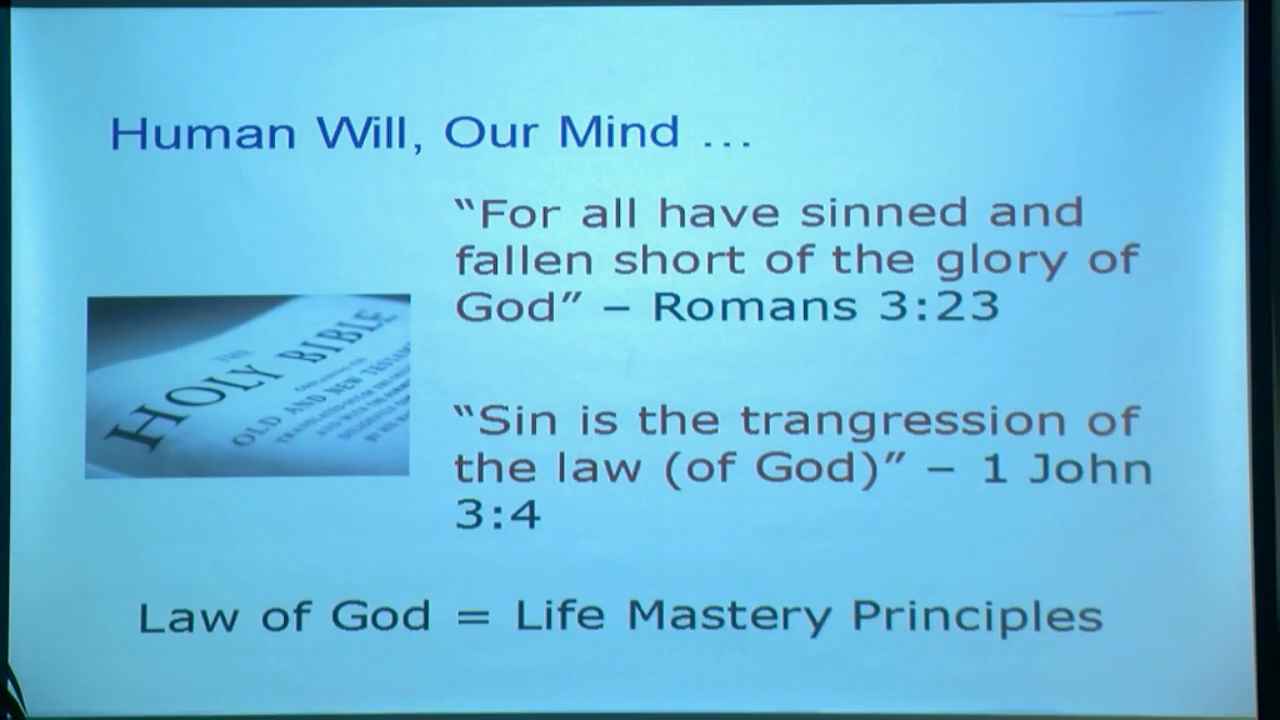 Human Will, Our Mind ...
“For all have sinned and
fallen short of the glory of
God” – Romans 3:23
THE
HOLY BIBLE
OLD AND NEW TESTAM
“Sin is the trangression of
the law (of God)” – 1 John
3:4
Law of God = Life Mastery Principles